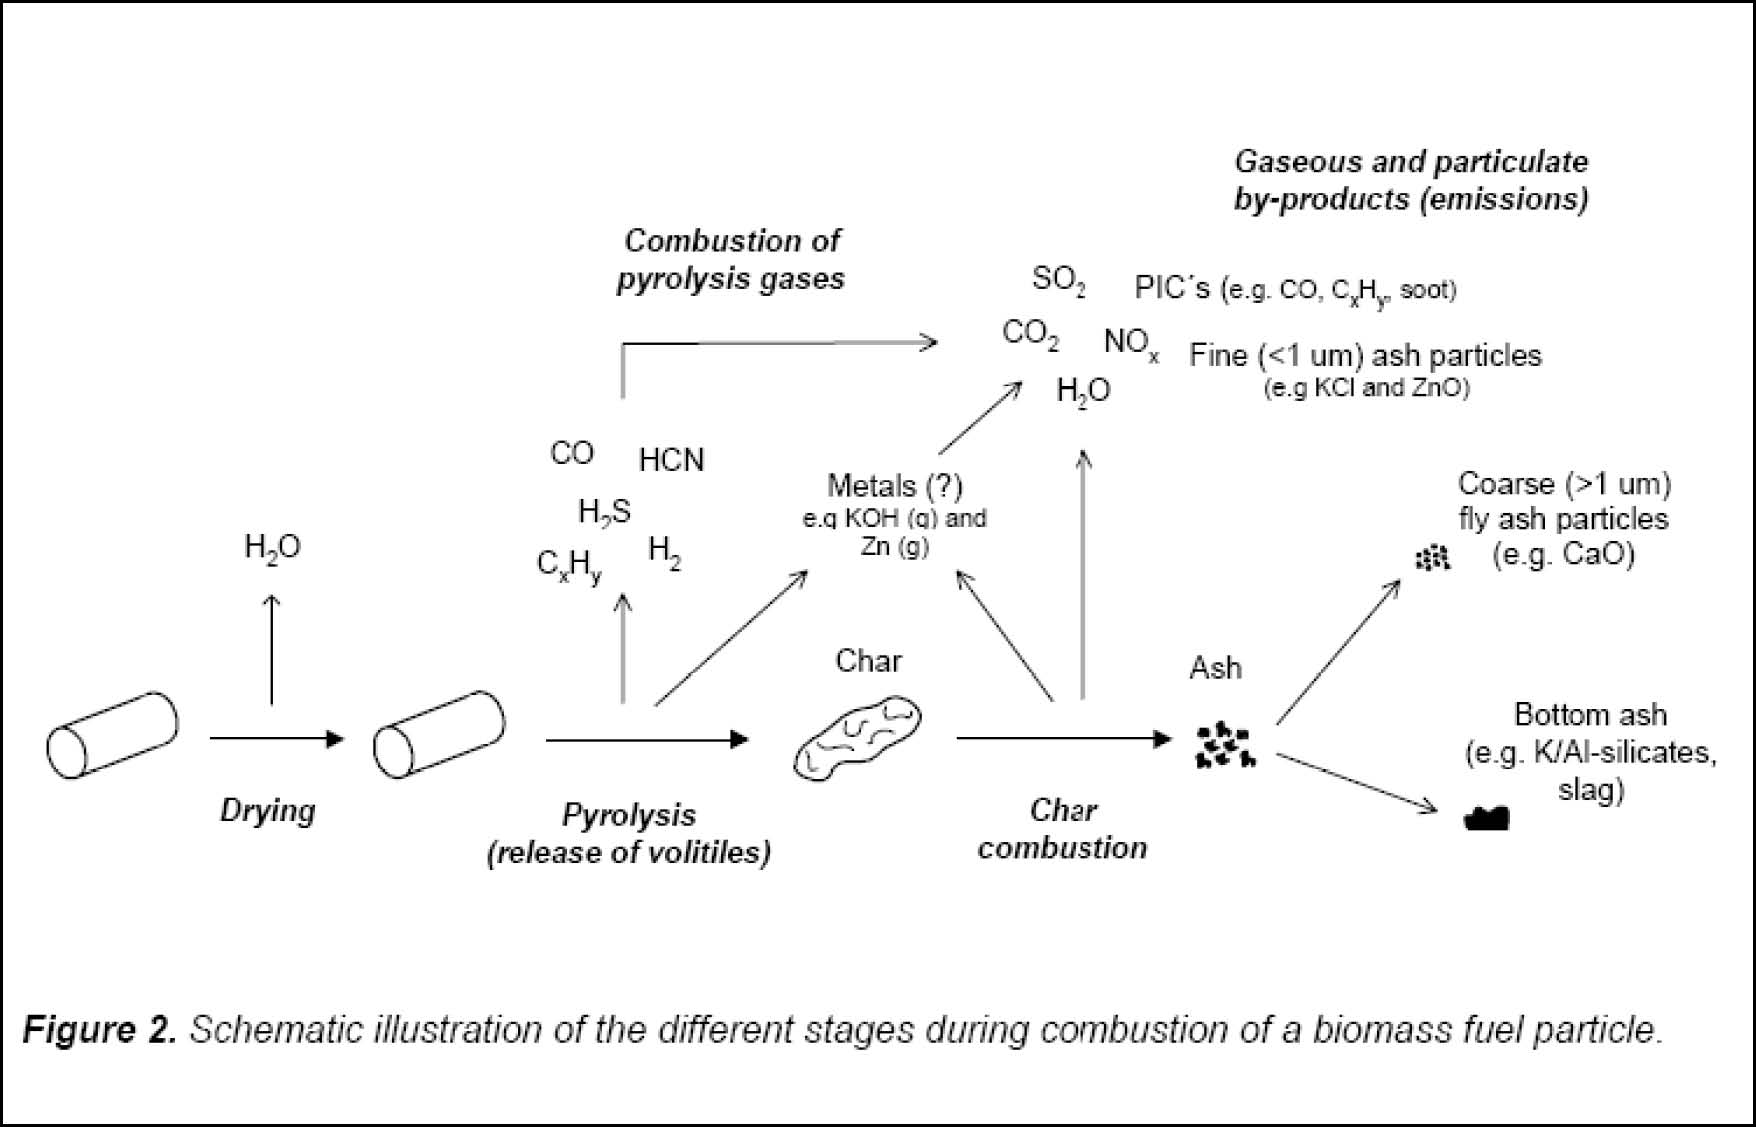 Gaseous and particulate
by-products (emissions)
Combustion of
pyrolysis gases
SO₂
PIC´s (e.g. CO, CₓHᵧ, soot)
CO₂
NOₓ
Fine (<1 um) ash particles
(e.g KCl and ZnO)
H₂O
CO
HCN
H₂S
CₓHᵧ
H₂
Metals (?)
e.g KOH (g) and
Zn (g)
Coarse (>1 um)
fly ash particles
(e.g. CaO)
H₂O
Char
Ash
Bottom ash
(e.g. K/Al-silicates,
slag)
Drying
Pyrolysis
(release of volitiles)
Char
combustion
Figure 2. Schematic illustration of the different stages during combustion of a biomass fuel particle.